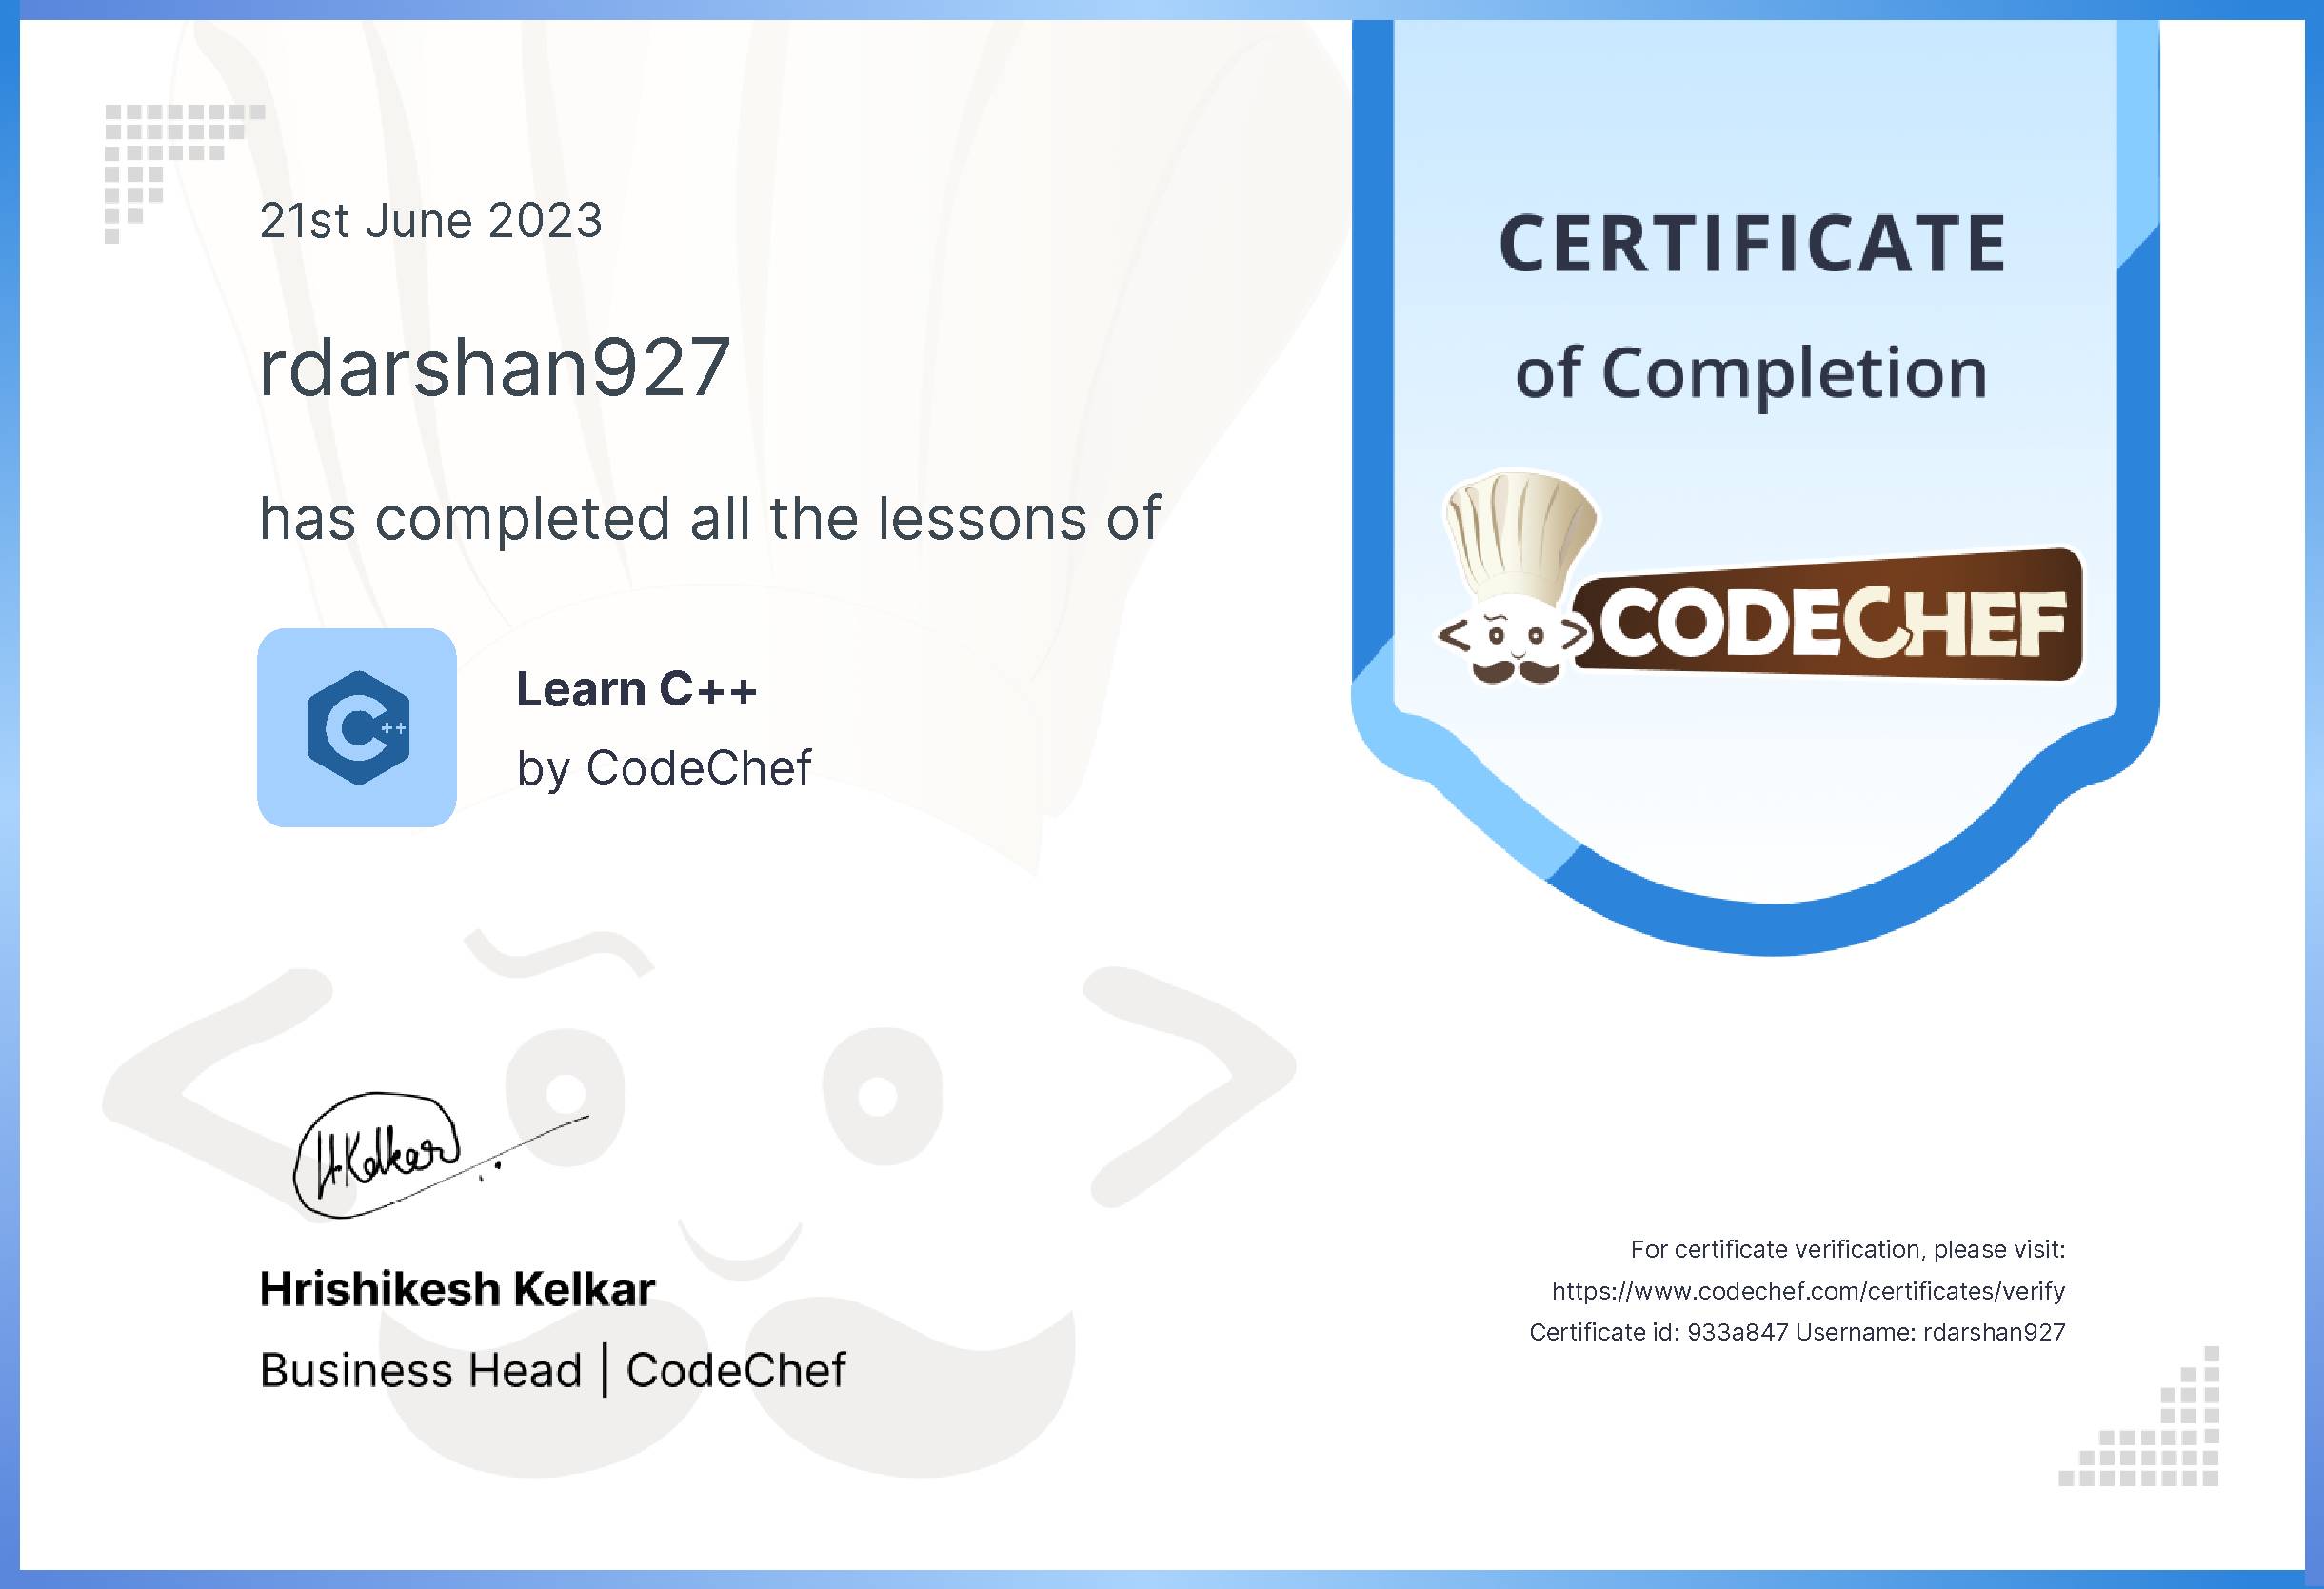 21st June 2023
rdarshan927
has completed all the lessons of
C++
Learn C++
by CodeChef
CERTIFICATE
of Completion
CODECHEF
HKelkar
Hrishikesh Kelkar
Business Head | CodeChef
For certificate verification, please visit:
https://www.codechef.com/certificates/verify
Certificate id: 933a847 Username: rdarshan927